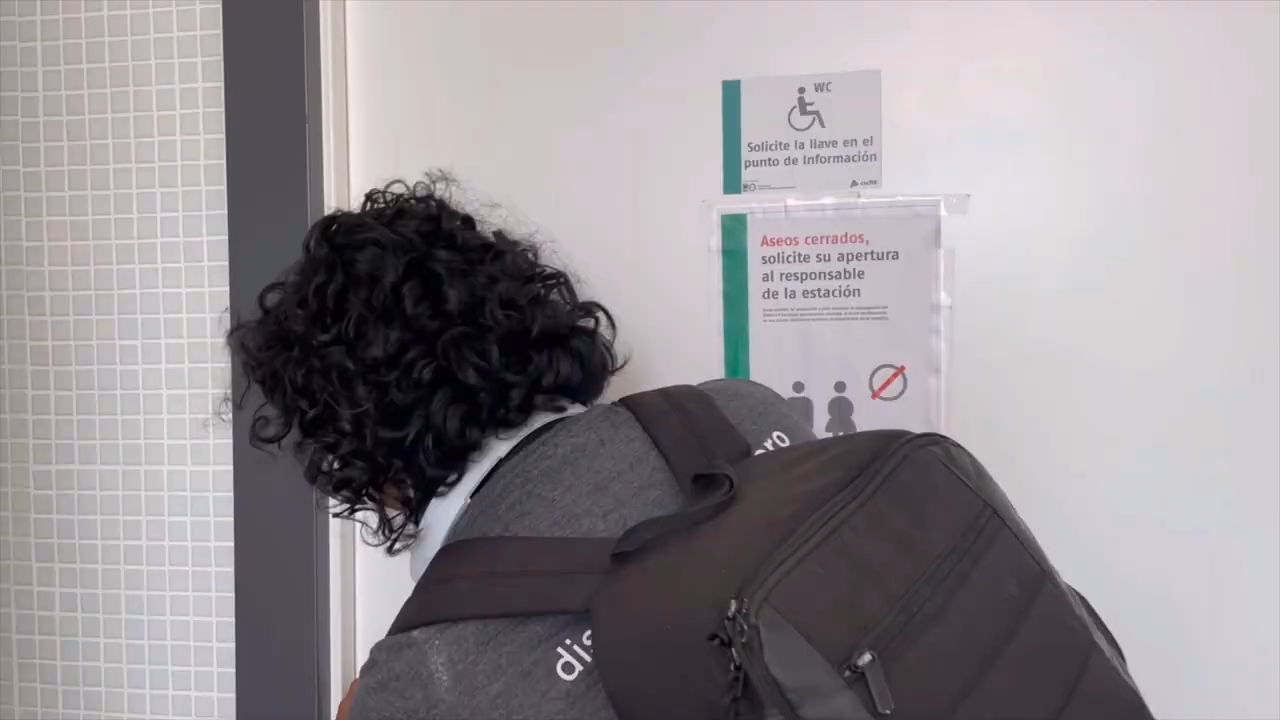 WC
Solicite la llave en el
punto de Información
adif
Aseos cerrados,
solicite su apertura
al responsable
de la estación
dis
oro